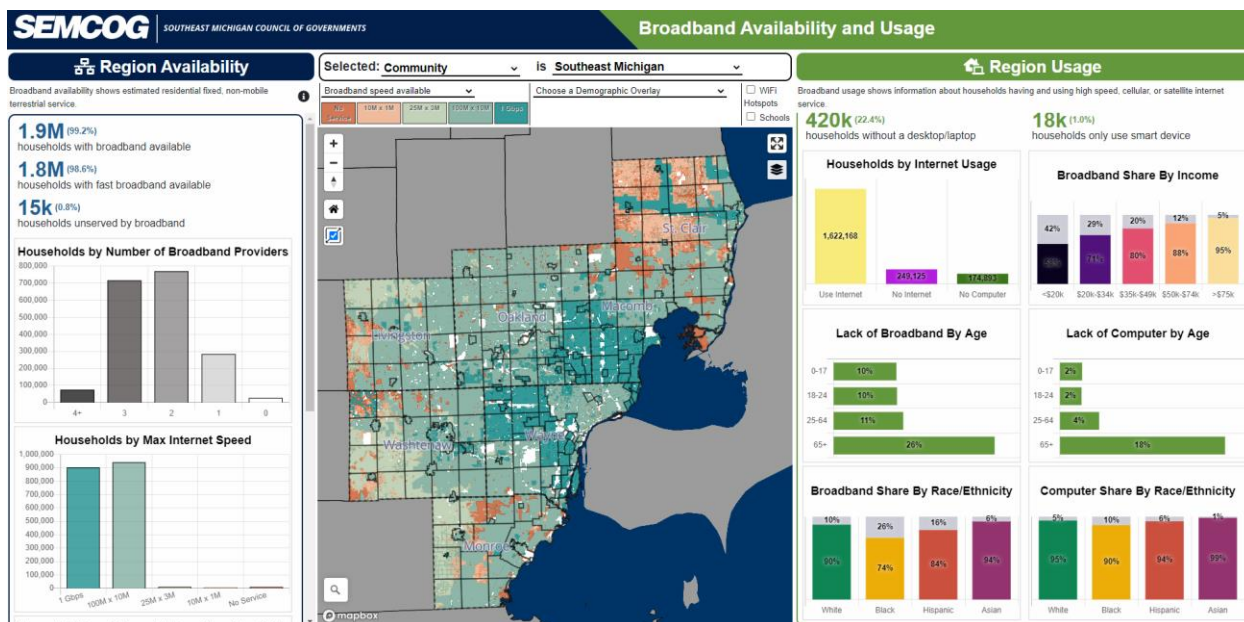 SEMCOG
SOUTHEAST MICHIGAN COUNCIL OF GOVERNMENTS
Broadband Availability and Usage
Region Availability
Broadband availability shows estimated residential fixed, non-mobile
terrestrial service.
1.9M (99.2%)
households with broadband available
1.8M (98.6%)
households with fast broadband available
15k (0.8%)
households unserved by broadband
Households by Number of Broadband Providers
800,000
700,000
600,000
500,000
400,000
300,000
200,000
100,000
0
4+ 3 2 1 0
Households by Max Internet Speed
1,000,000
900,000
800,000
700,000
600,000
500,000
400,000
300,000
200,000
100,000
0
1 Gbps 100M x 10M 25M x 3M 10M x 1M No Service
Selected: Community is Southeast Michigan
Broadband speed available
Choose a Demographic Overlay
WiFi
Hotspots
Schools
No
Service
10M x 1M 25M x 3M 100M x 10M 1 Gbps
St. Clair
Macomb
Oakland
Livingston
Washtenaw
Wayne
Monroe
mapbox
Region Usage
Broadband usage shows information about households having and using high speed, cellular, or satellite internet
service.
420k (22.4%)
households without a desktop/laptop
18k (1.0%)
households only use smart device
Households by Internet Usage
1,622,168
249,125
174,893
Use Internet No Internet No Computer
Broadband Share By Income
42% 29% 20% 12% 5%
71% 80% 88% 95%
<$20k $20k-$34k $35k-$49k $50k-$74k >$75k
Lack of Broadband By Age
0-17 10%
18-24 10%
25-64 11%
65+ 26%
Lack of Computer by Age
0-17 2%
18-24 2%
25-64 4%
65+ 18%
Broadband Share By Race/Ethnicity
10% 26% 16% 6%
90% 74% 84% 94%
White Black Hispanic Asian
Computer Share By Race/Ethnicity
5% 10% 6% 1%
95% 90% 94% 99%
White Black Hispanic Asian